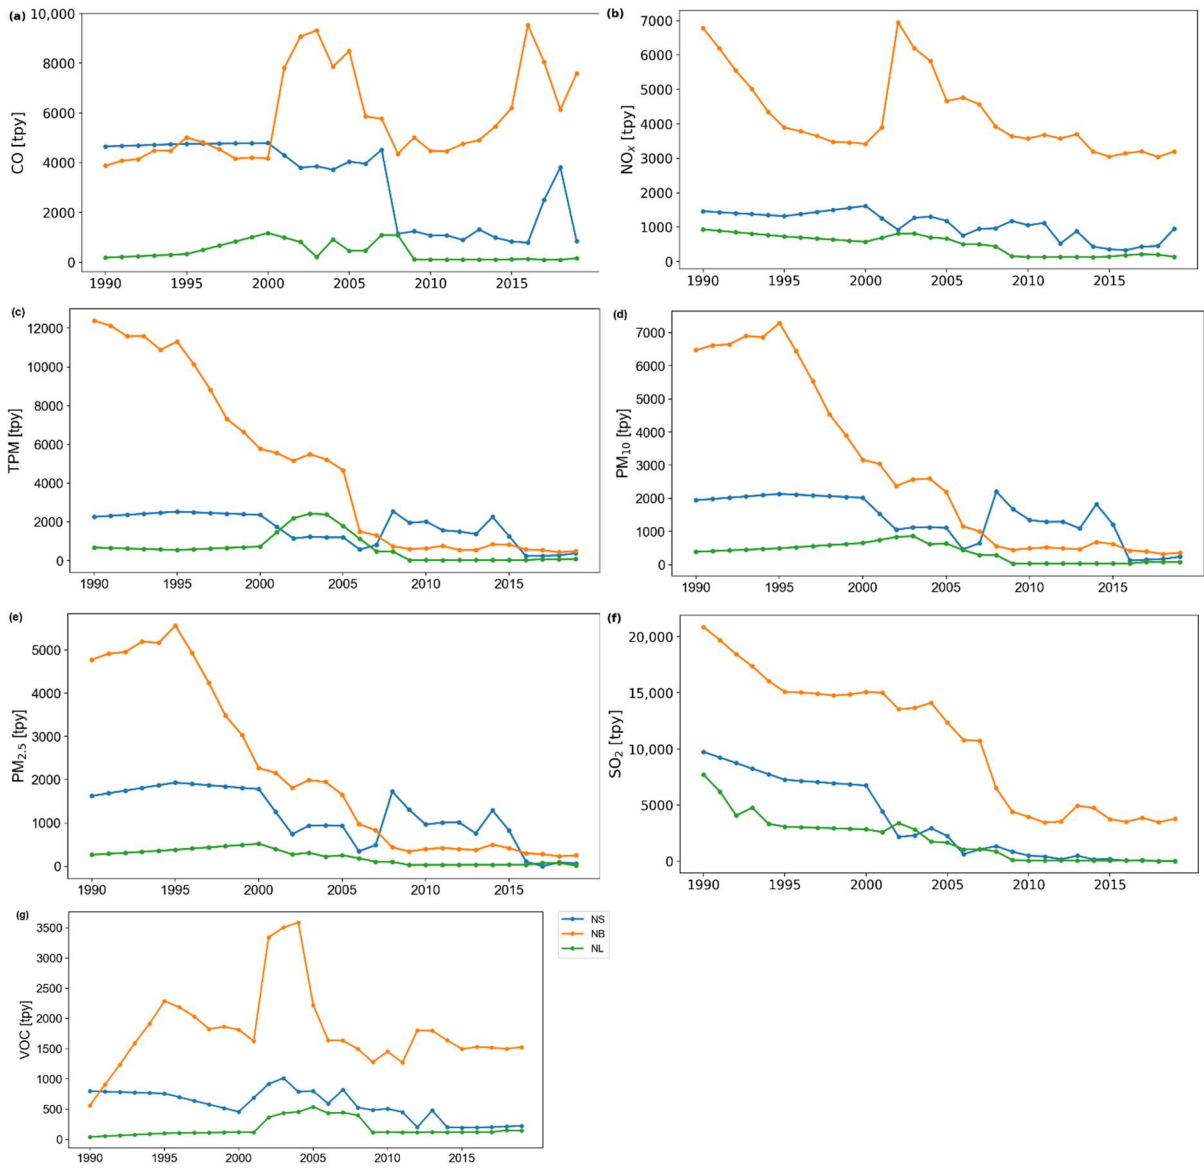 (a)
10,000
8000
6000
4000
2000
0
CO [tpy]
1990 1995 2000 2005 2010 2015
(b)
7000
6000
5000
4000
3000
2000
1000
0
NOₓ [tpy]
1990 1995 2000 2005 2010 2015
(c)
12000
10000
8000
6000
4000
2000
0
TPM [tpy]
1990 1995 2000 2005 2010 2015
(d)
7000
6000
5000
4000
3000
2000
1000
0
PM₁₀ [tpy]
1990 1995 2000 2005 2010 2015
(e)
5000
4000
3000
2000
1000
0
PM₂.₅ [tpy]
1990 1995 2000 2005 2010 2015
(f)
20,000
15,000
10,000
5000
0
SO₂ [tpy]
1990 1995 2000 2005 2010 2015
(g)
3500
3000
2500
2000
1500
1000
500
0
VOC [tpy]
1990 1995 2000 2005 2010 2015
NS
NB
NL